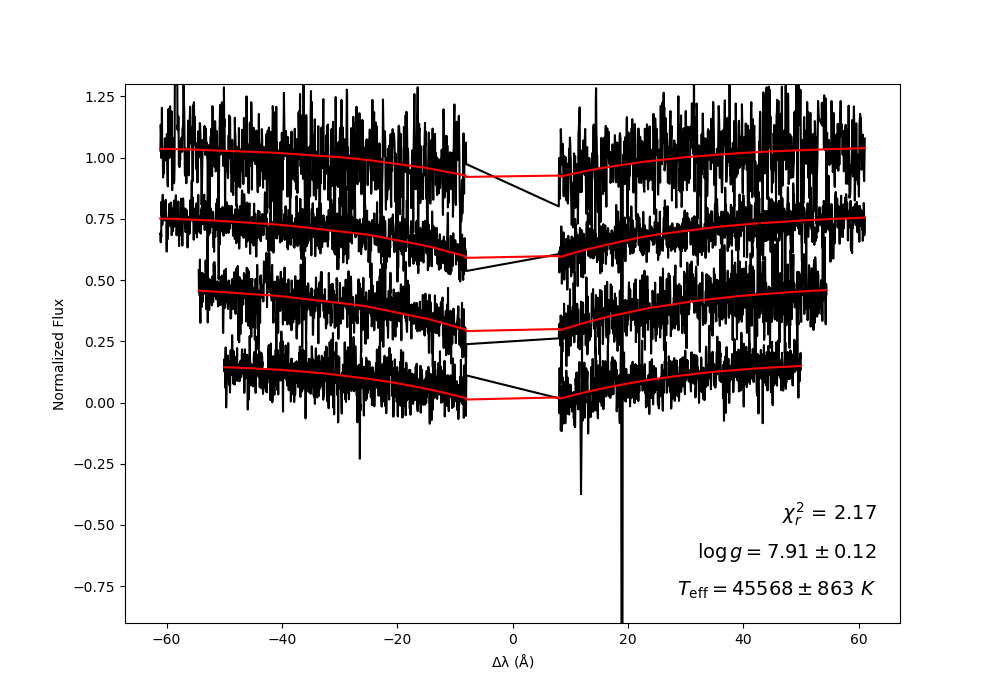 1.25
1.00
0.75
0.50
0.25
0.00
−0.25
−0.50
−0.75
Normalized Flux
χ²ᵣ = 2.17
log g = 7.91 ± 0.12
T_eff = 45568 ± 863 K
−60 −40 −20 0 20 40 60
Δλ (Å)